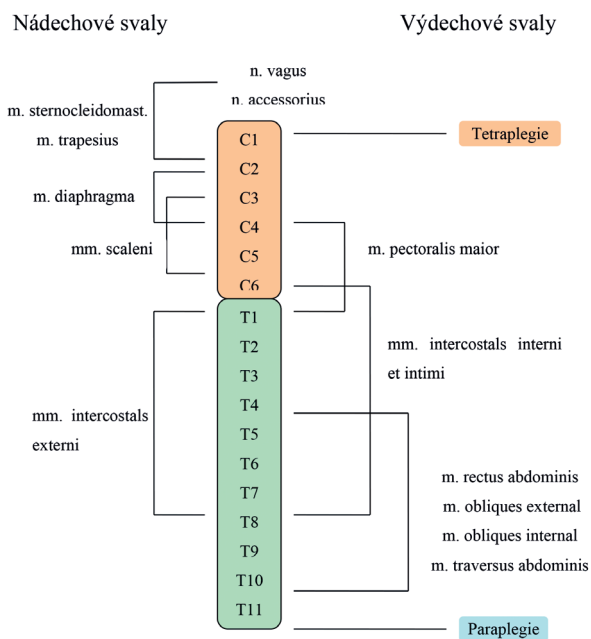 Nádechové svaly
Výdechové svaly
n. vagus
n. accessorius
m. sternocleidomast.
m. trapesius
m. diaphragma
mm. scaleni
mm. intercostals
externi
C1
C2
C3
C4
C5
C6
T1
T2
T3
T4
T5
T6
T7
T8
T9
T10
T11
Tetraplegie
m. pectoralis maior
mm. intercostals interni
et intimi
m. rectus abdominis
m. obliques external
m. obliques internal
m. traversus abdominis
Paraplegie